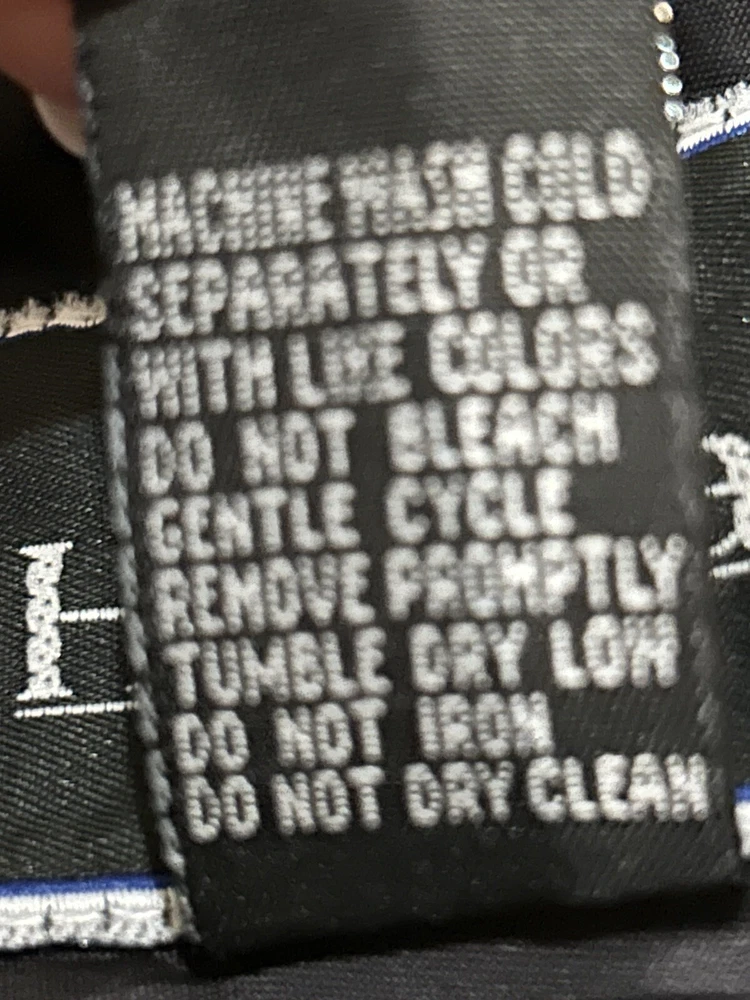 MACHINE WASH COLD
SEPARATELY OR
WITH LIKE COLORS
DO NOT BLEACH
GENTLE CYCLE
REMOVE PROMPTLY
TUMBLE DRY LOW
DO NOT IRON
DO NOT DRY CLEAN